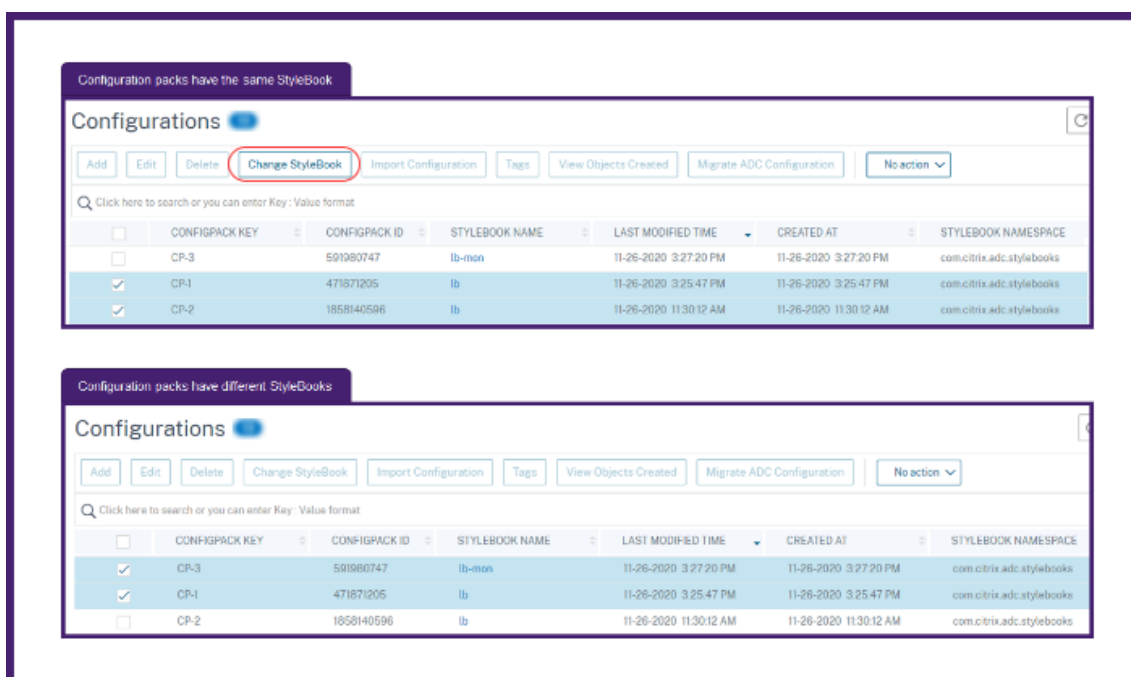 Configuration packs have the same StyleBook
Configurations
Add Edit Delete Change StyleBook Import Configuration Tags View Objects Created Migrate ADC Configuration No action
Click here to search or you can enter Key : Value format
CONFIGPACK KEY CONFIGPACK ID STYLEBOOK NAME LAST MODIFIED TIME CREATED AT STYLEBOOK NAMESPACE
CP-3 591980747 lb-mon 11-26-2020 3:27:20 PM 11-26-2020 3:27:20 PM com.citrix.adc.stylebooks
CP-1 471871205 lb 11-26-2020 3:25:47 PM 11-26-2020 3:25:47 PM com.citrix.adc.stylebooks
CP-2 1858140596 lb 11-26-2020 11:30:12 AM 11-26-2020 11:30:12 AM com.citrix.adc.stylebooks
Configuration packs have different StyleBooks
Configurations
Add Edit Delete Change StyleBook Import Configuration Tags View Objects Created Migrate ADC Configuration No action
Click here to search or you can enter Key : Value format
CONFIGPACK KEY CONFIGPACK ID STYLEBOOK NAME LAST MODIFIED TIME CREATED AT STYLEBOOK NAMESPACE
CP-3 591980747 lb-mon 11-26-2020 3:27:20 PM 11-26-2020 3:27:20 PM com.citrix.adc.stylebooks
CP-1 471871205 lb 11-26-2020 3:25:47 PM 11-26-2020 3:25:47 PM com.citrix.adc.stylebooks
CP-2 1858140596 lb 11-26-2020 11:30:12 AM 11-26-2020 11:30:12 AM com.citrix.adc.stylebooks